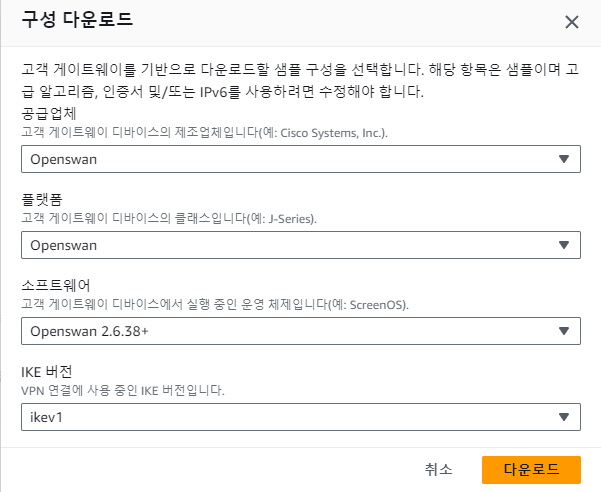 구성 다운로드
고객 게이트웨이를 기반으로 다운로드할 샘플 구성을 선택합니다. 해당 항목은 샘플이며 고
급 알고리즘, 인증서 및/또는 IPv6를 사용하려면 수정해야 합니다.
공급업체
고객 게이트웨이 디바이스의 제조업체입니다(예: Cisco Systems, Inc.).
Openswan
플랫폼
고객 게이트웨이 디바이스의 클래스입니다(예: J-Series).
Openswan
소프트웨어
고객 게이트웨이 디바이스에서 실행 중인 운영 체제입니다(예: ScreenOS).
Openswan 2.6.38+
IKE 버전
VPN 연결에 사용 중인 IKE 버전입니다.
ikev1
취소 다운로드